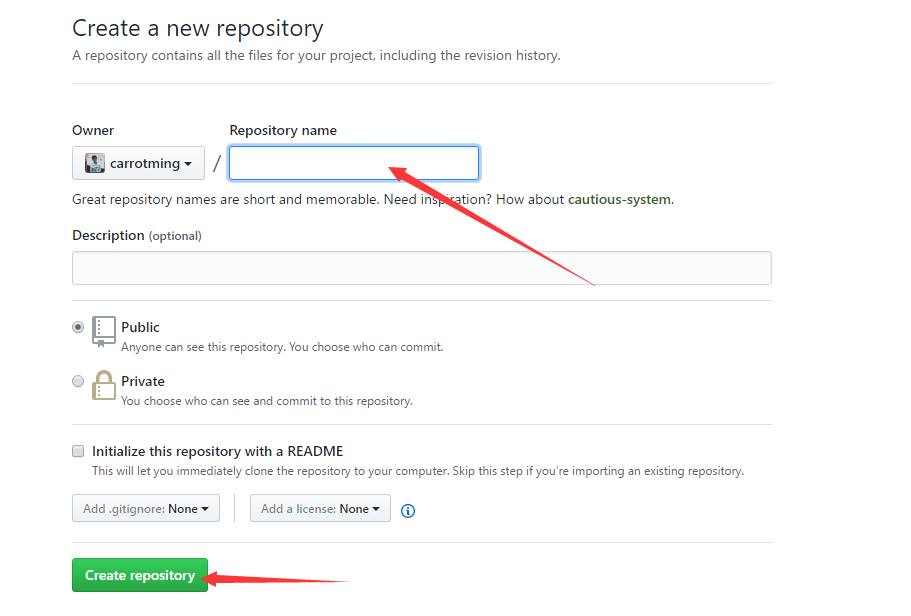 Create a new repository
A repository contains all the files for your project, including the revision history.
Owner
Repository name
carrotming
/
Great repository names are short and memorable. Need inspiration? How about cautious-system.
Description (optional)
Public
Anyone can see this repository. You choose who can commit.
Private
You choose who can see and commit to this repository.
Initialize this repository with a README
This will let you immediately clone the repository to your computer. Skip this step if you’re importing an existing repository.
Add .gitignore: None
Add a license: None
Create repository